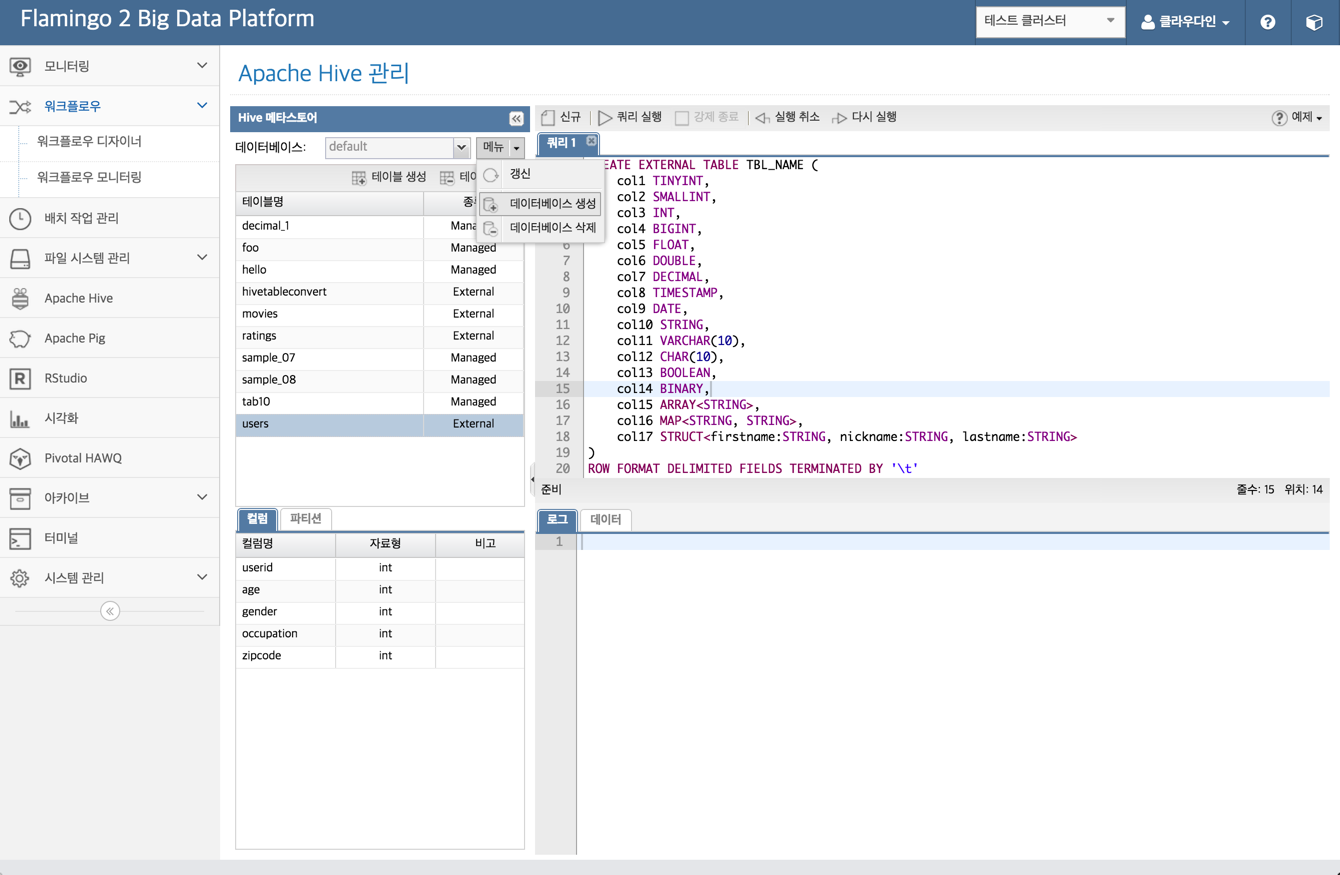 Flamingo 2 Big Data Platform
테스트 클러스터
클라우다인
모니터링
워크플로우
워크플로우 디자이너
워크플로우 모니터링
배치 작업 관리
파일 시스템 관리
Apache Hive
Apache Pig
RStudio
시각화
Pivotal HAWQ
아카이브
터미널
시스템 관리
Apache Hive 관리
Hive 메타스토어
데이터베이스: default 메뉴
갱신
데이터베이스 생성
데이터베이스 삭제
테이블 생성
테이블명
decimal_1
foo Managed
hello Managed
hivetableconvert External
movies External
ratings External
sample_07 Managed
sample_08 Managed
tab10 Managed
users External
컬럼 파티션
컬럼명 자료형 비고
userid int
age int
gender int
occupation int
zipcode int
신규 쿼리 실행 강제 종료 실행 취소 다시 실행 예제
쿼리 1
EATE EXTERNAL TABLE TBL_NAME (
col1 TINYINT,
col2 SMALLINT,
col3 INT,
col4 BIGINT,
6 col5 FLOAT,
7 col6 DOUBLE,
8 col7 DECIMAL,
9 col8 TIMESTAMP,
10 col9 DATE,
11 col10 STRING,
12 col11 VARCHAR(10),
13 col12 CHAR(10),
14 col13 BOOLEAN,
15 col14 BINARY,
16 col15 ARRAY<STRING>,
17 col16 MAP<STRING, STRING>,
18 col17 STRUCT<firstname:STRING, nickname:STRING, lastname:STRING>
19 )
20 ROW FORMAT DELIMITED FIELDS TERMINATED BY '\t'
준비 줄수: 15 위치: 14
로그 데이터
1